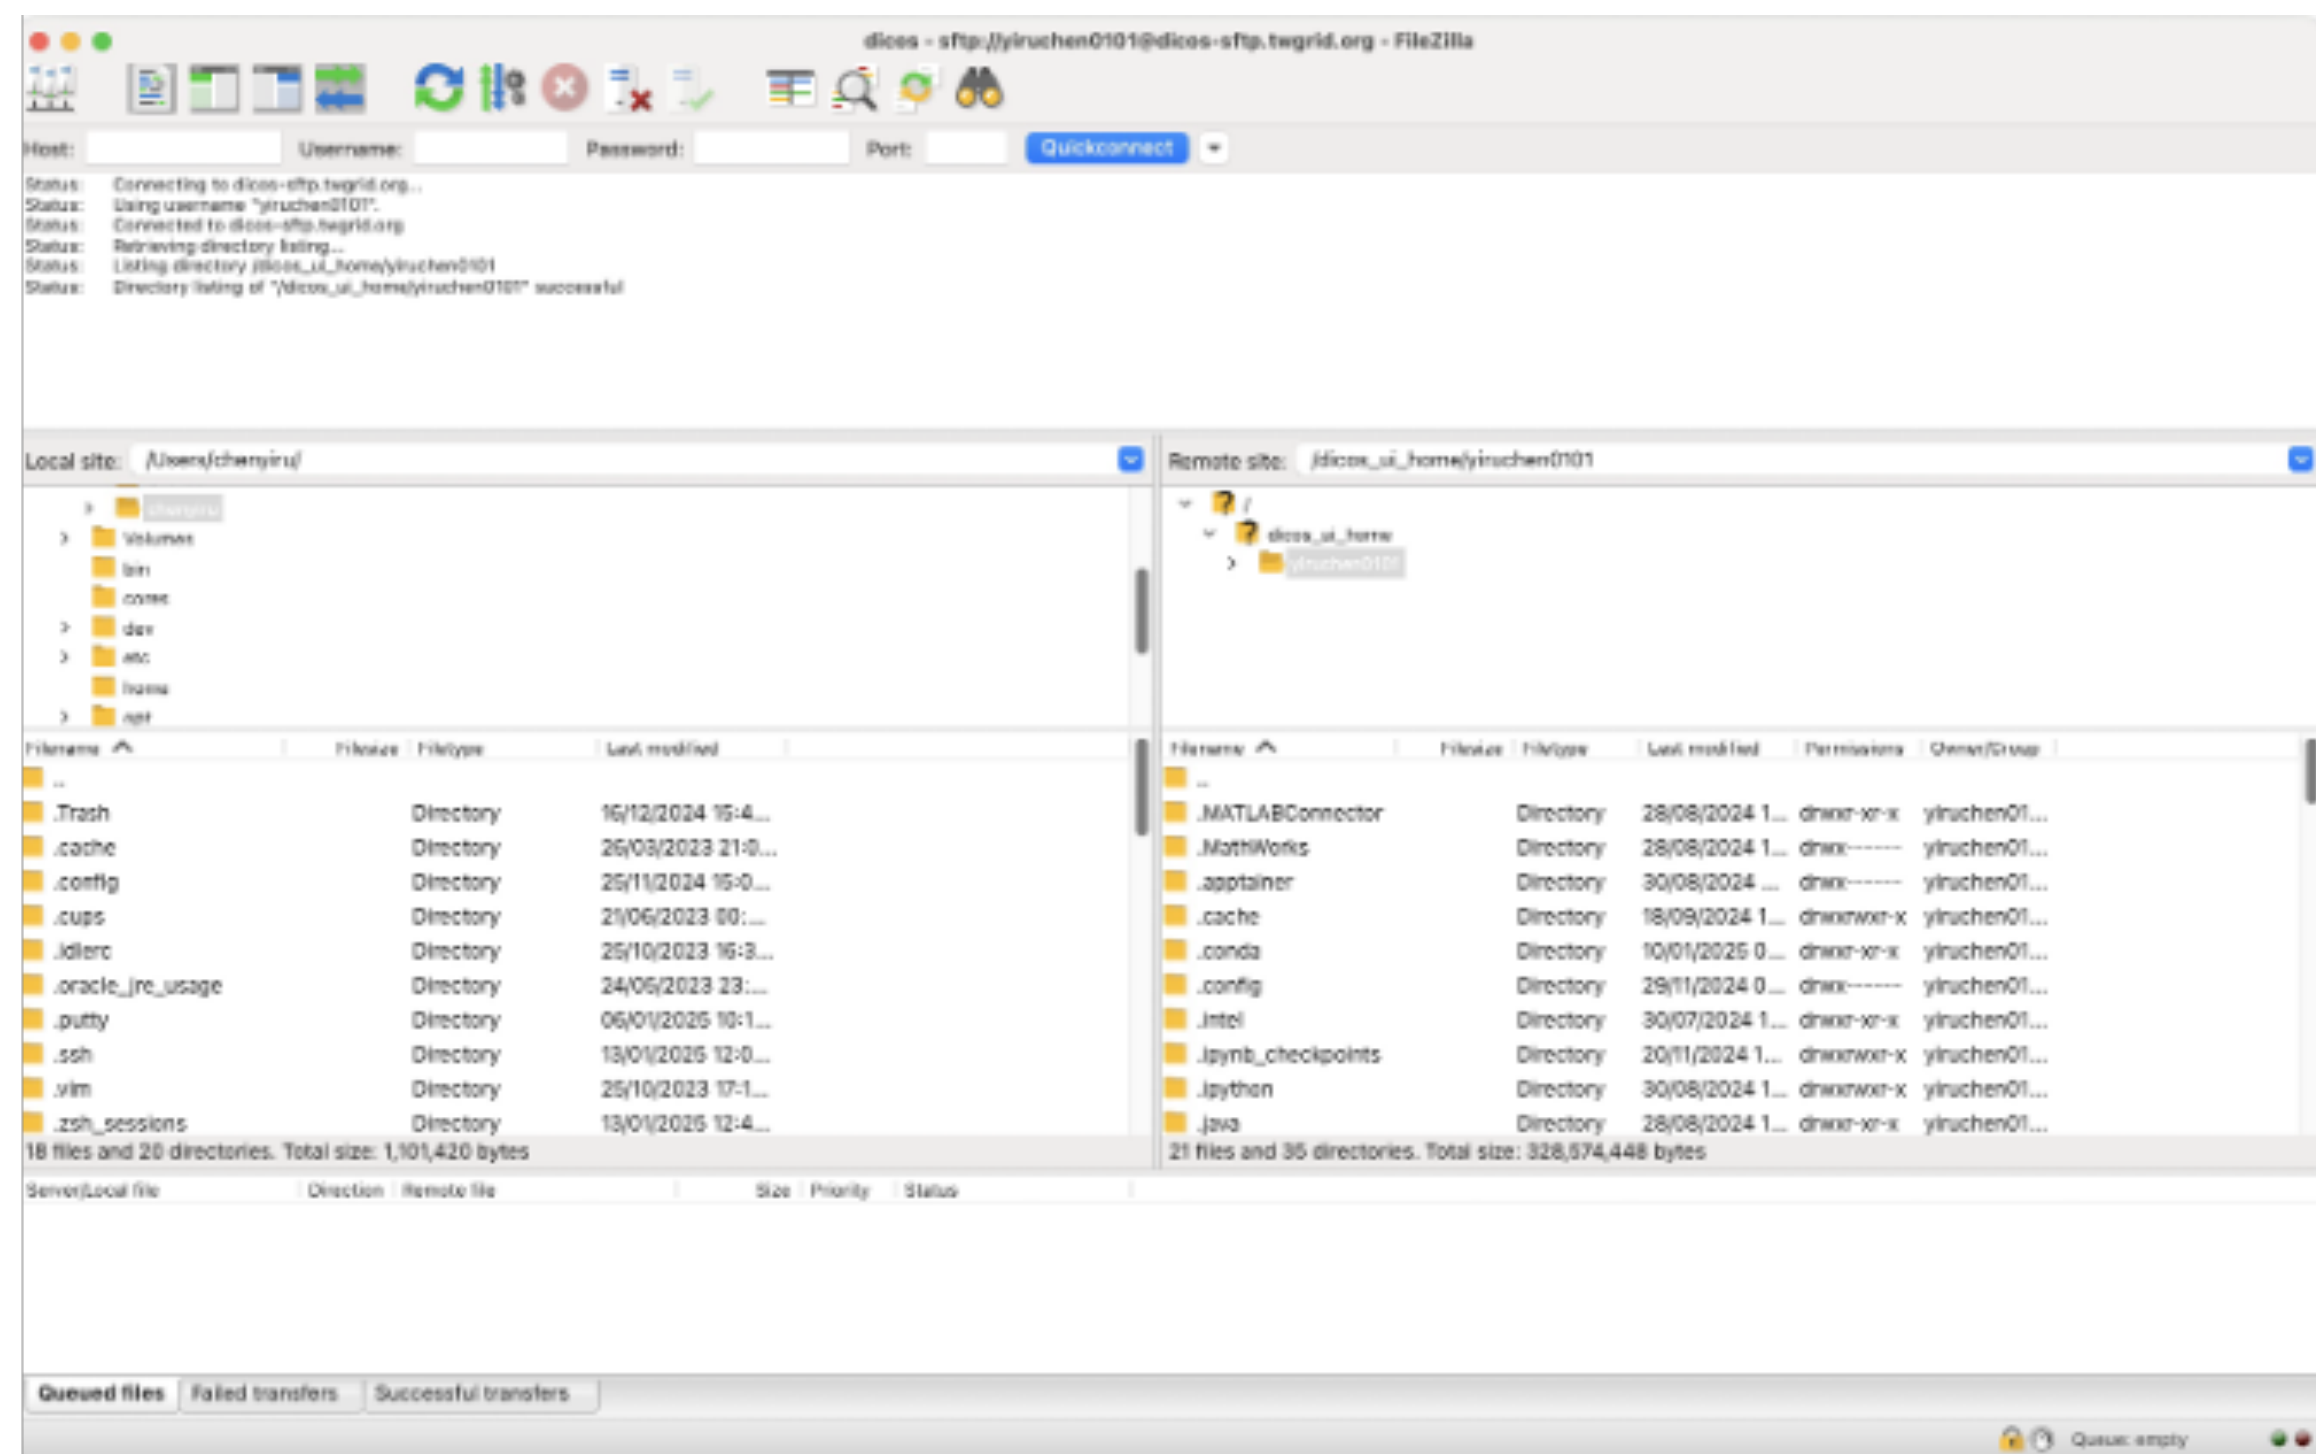 dicos - sftp://yiruchen0101@dicos-sftp.twgrid.org - FileZilla
Host: Username: Password: Port: Quickconnect
Status: Connecting to dicos-sftp.twgrid.org...
Status: Using username "yiruchen0101".
Status: Connected to dicos-sftp.twgrid.org
Status: Retrieving directory listing...
Status: Listing directory /dicos_ui_home/yiruchen0101
Status: Directory listing of "/dicos_ui_home/yiruchen0101" successful
Local site: /Users/chenyiru/
chenyiru
Volumes
bin
cores
dev
etc
home
opt
Filename Filesize Filetype Last modified
..
.Trash Directory 16/12/2024 15:4...
.cache Directory 26/03/2023 21:0...
.config Directory 25/11/2024 15:0...
.cups Directory 21/06/2023 00:...
.idlerc Directory 25/10/2023 16:3...
.oracle_jre_usage Directory 24/05/2023 23:...
.putty Directory 06/01/2025 10:1...
.ssh Directory 13/01/2025 12:0...
.vim Directory 25/10/2023 17:1...
.zsh_sessions Directory 13/01/2025 12:4...
18 files and 20 directories. Total size: 1,101,420 bytes
Remote site: /dicos_ui_home/yiruchen0101
/
dicos_ui_home
yiruchen0101
Filename Filesize Filetype Last modified Permissions Owner/Group
..
.MATLABConnector Directory 28/08/2024 1... drwxr-xr-x yiruchen01...
.MathWorks Directory 28/08/2024 1... drwx------ yiruchen01...
.apptainer Directory 30/08/2024 ... drwx------ yiruchen01...
.cache Directory 18/09/2024 1... drwxrwxr-x yiruchen01...
.conda Directory 10/01/2025 0... drwxr-xr-x yiruchen01...
.config Directory 29/11/2024 0... drwx------ yiruchen01...
.intel Directory 30/07/2024 1... drwxr-xr-x yiruchen01...
.ipynb_checkpoints Directory 20/11/2024 1... drwxrwxr-x yiruchen01...
.ipython Directory 30/08/2024 1... drwxrwxr-x yiruchen01...
.java Directory 28/08/2024 1... drwxr-xr-x yiruchen01...
21 files and 35 directories. Total size: 328,574,448 bytes
Server/Local file Direction Remote file Size Priority Status
Queued files Failed transfers Successful transfers
Queue: empty